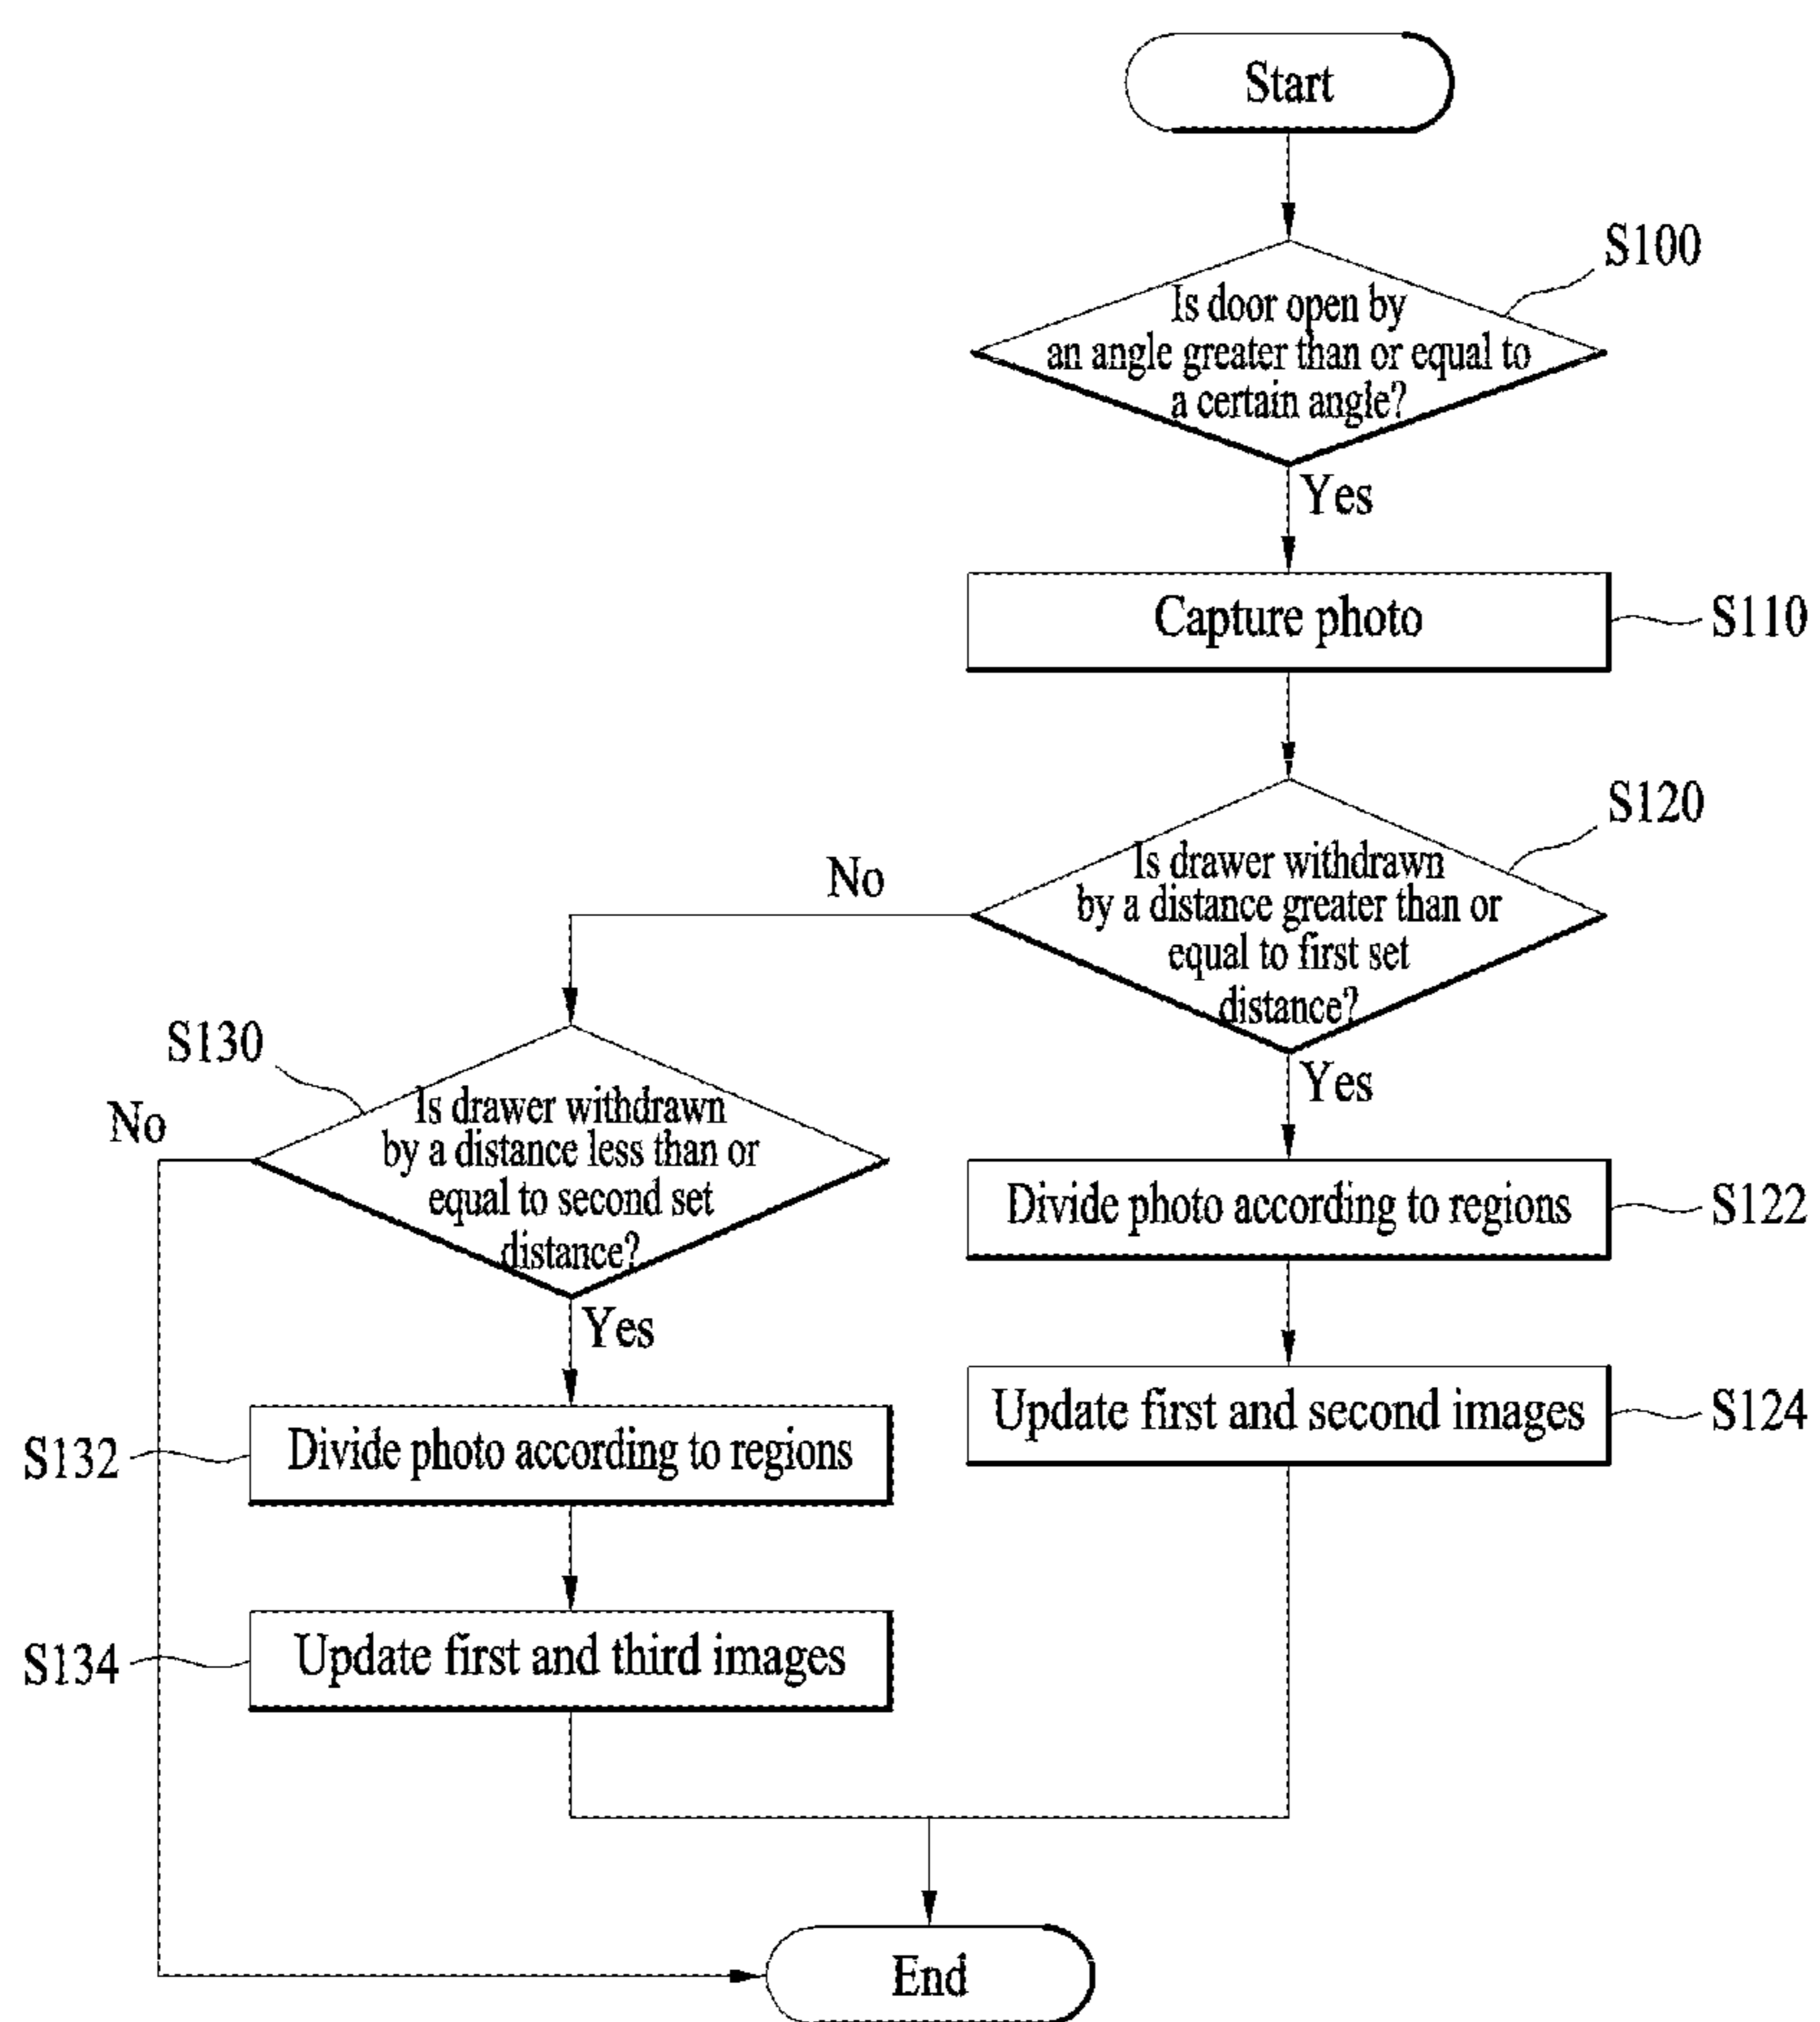 Start
S100
Is door open by
an angle greater than or equal to
a certain angle?
Yes
Capture photo
S110
S120
Is drawer withdrawn
by a distance greater than or
equal to first set
distance?
No
Yes
S130
Is drawer withdrawn
by a distance less than or
equal to second set
distance?
No
Yes
Divide photo according to regions
S122
Update first and second images
S124
S132
Divide photo according to regions
S134
Update first and third images
End